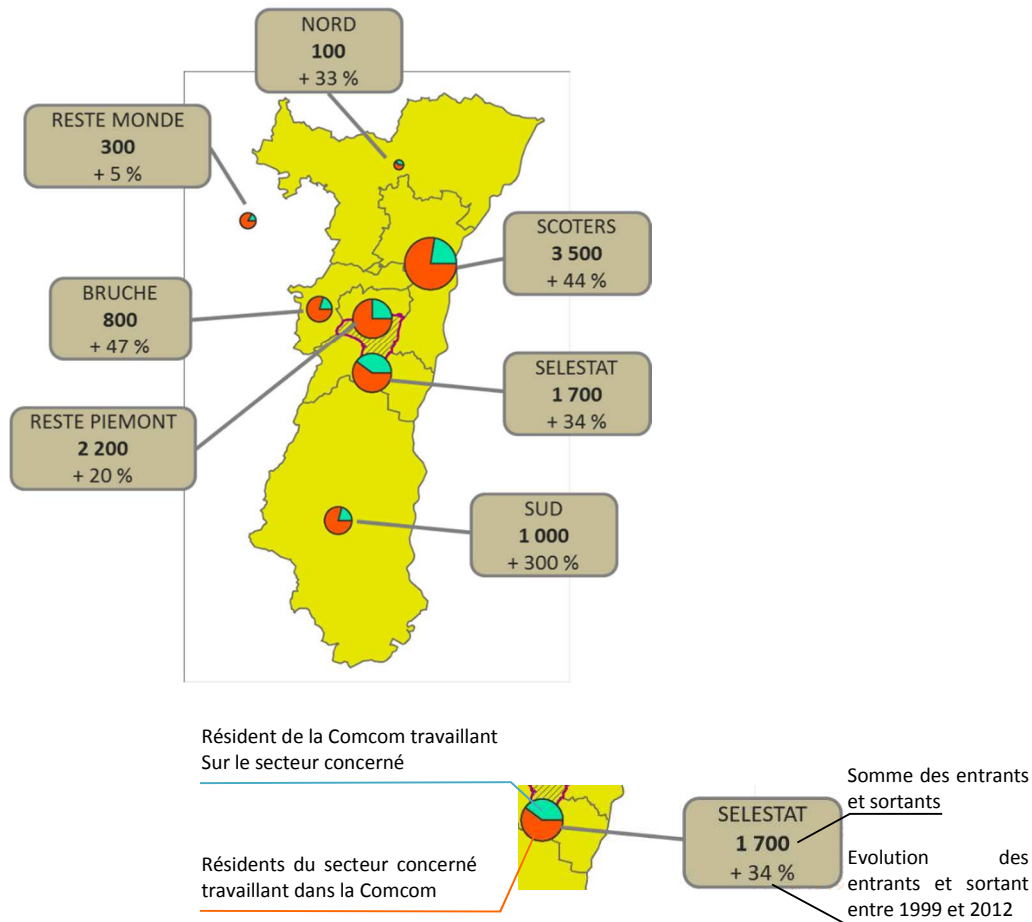 NORD
100
+ 33 %
RESTE MONDE
300
+ 5 %
SCOTERS
3 500
+ 44 %
BRUCHE
800
+ 47 %
SELESTAT
1 700
+ 34 %
RESTE PIEMONT
2 200
+ 20 %
SUD
1 000
+ 300 %
Résident de la Comcom travaillant
Sur le secteur concerné
Résidents du secteur concerné
travaillant dans la Comcom
SELESTAT
1 700
+ 34 %
Somme des entrants
et sortants
Evolution des
entrants et sortant
entre 1999 et 2012